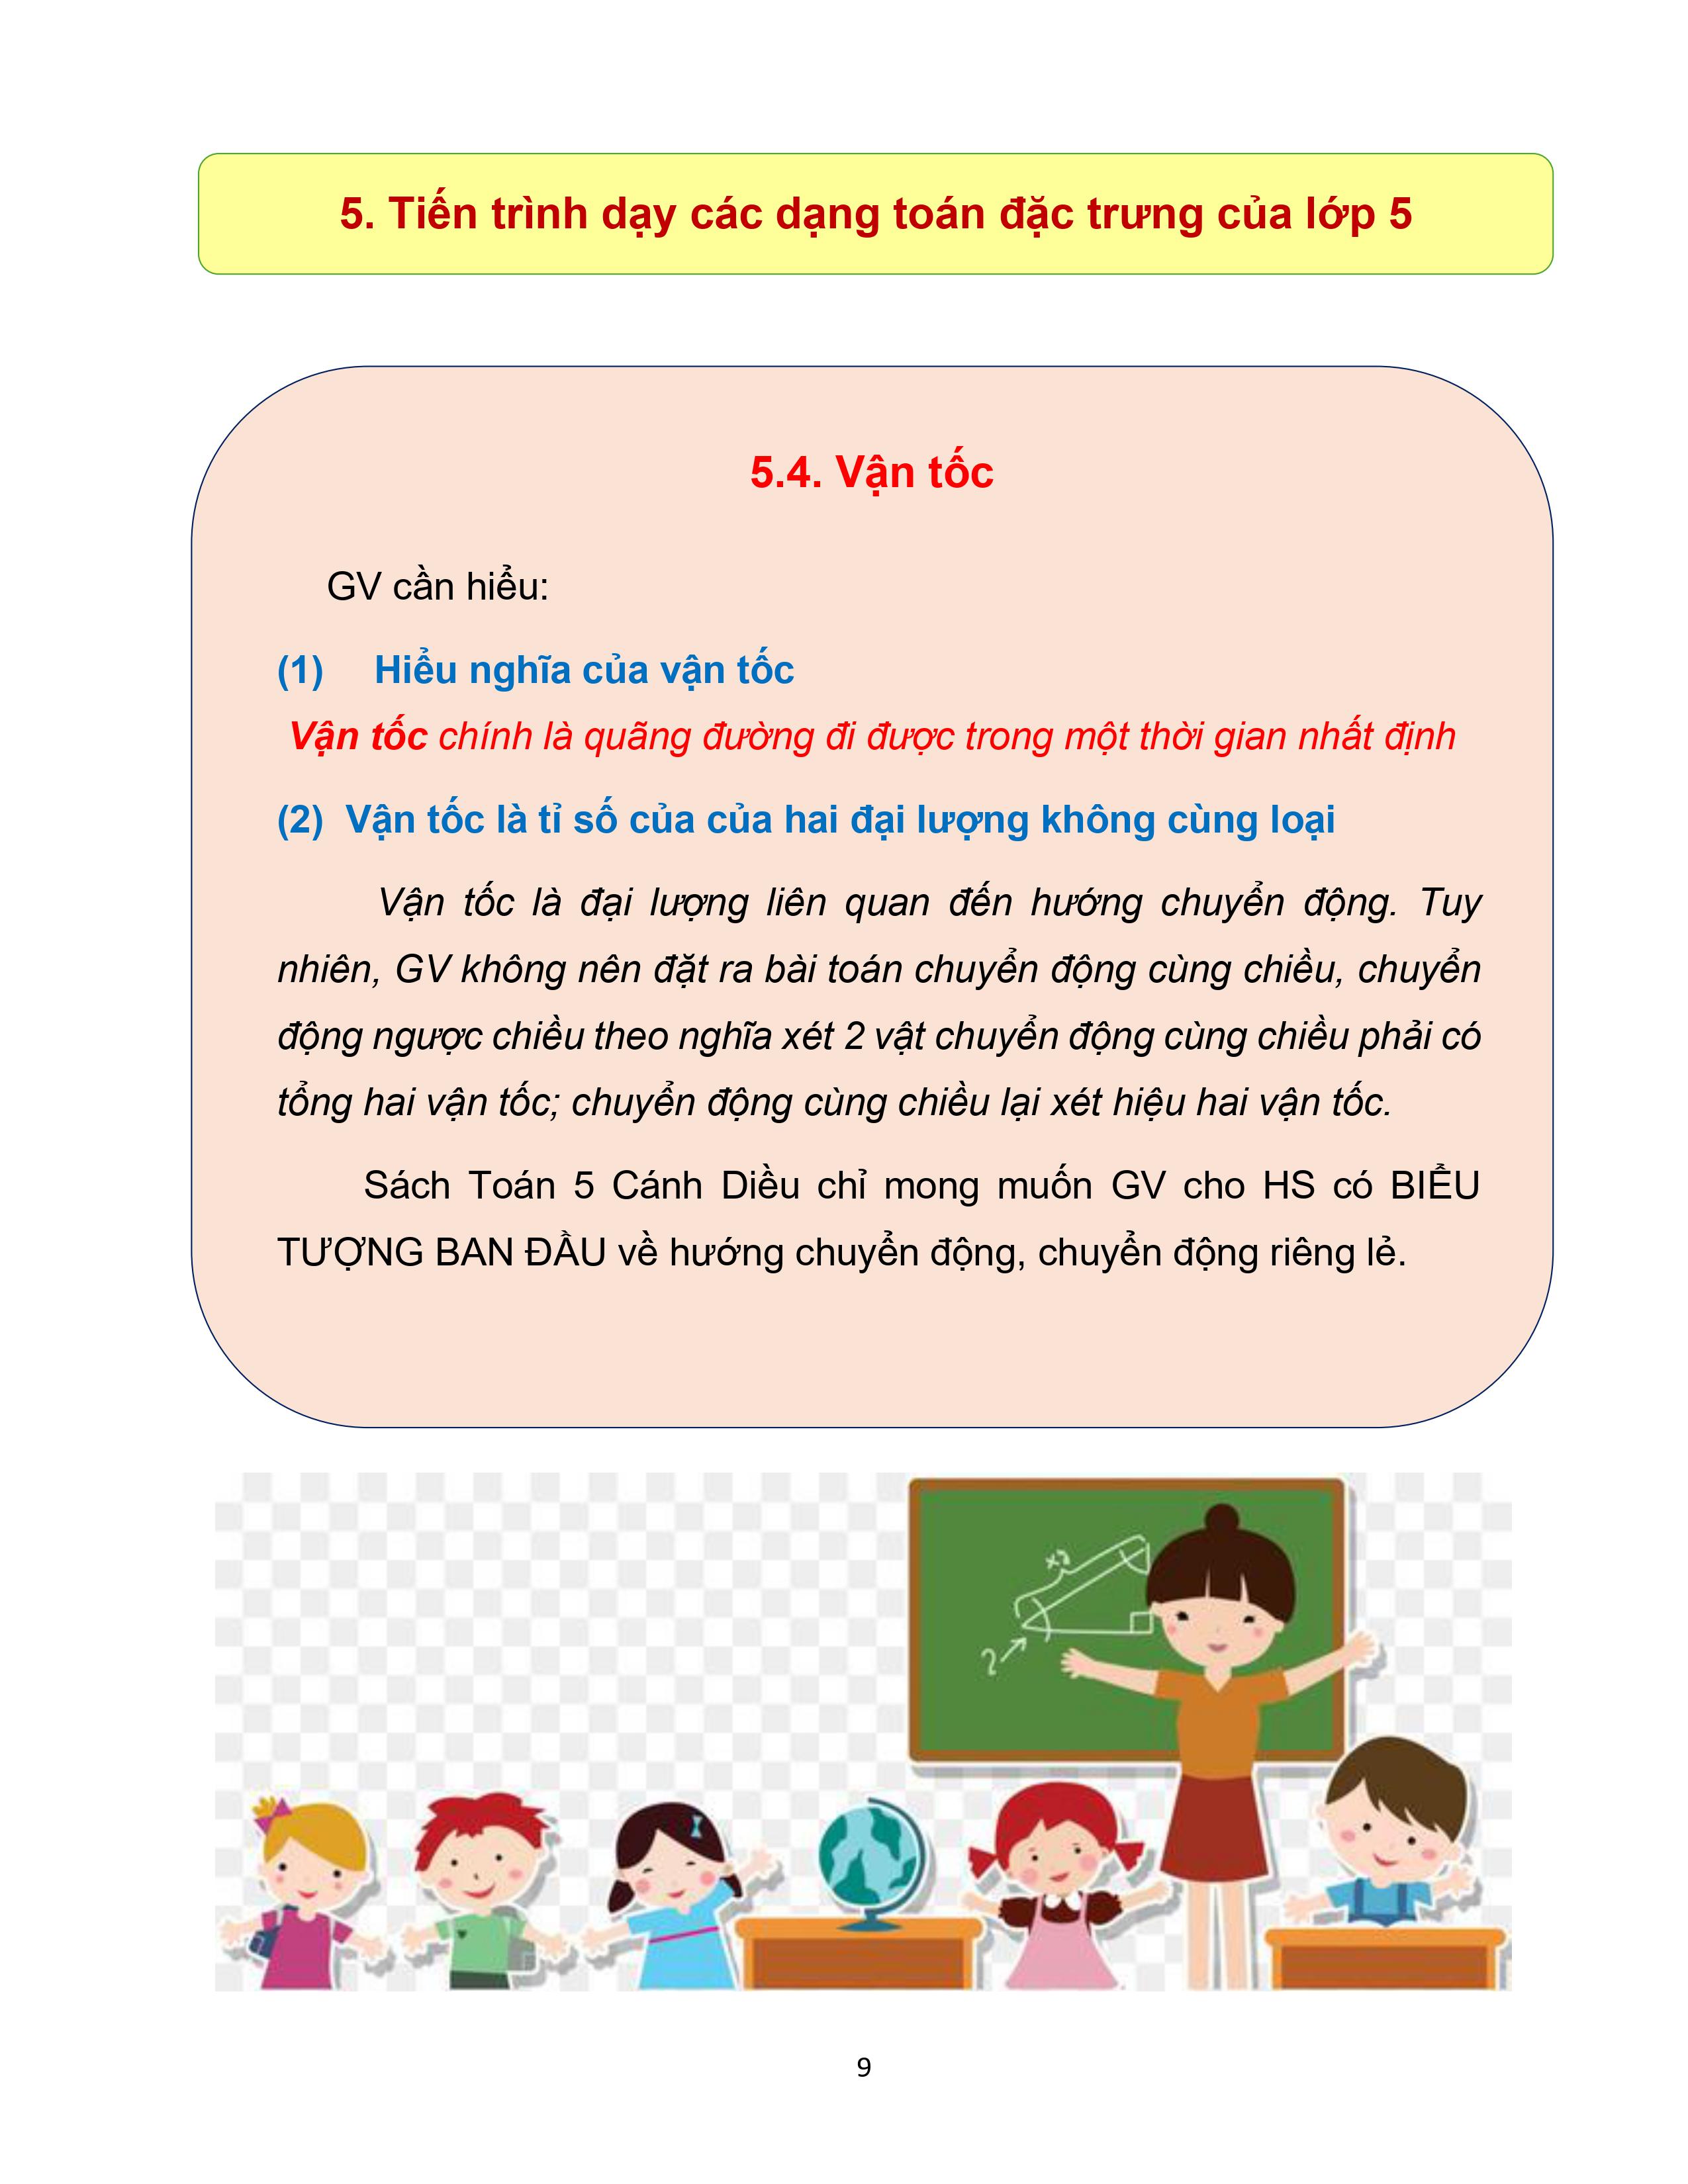 5. Tiến trình dạy các dạng toán đặc trưng của lớp 5
5.4. Vận tốc
GV cần hiểu:
(1) Hiểu nghĩa của vận tốc
Vận tốc chính là quãng đường đi được trong một thời gian nhất định
(2) Vận tốc là tỉ số của của hai đại lượng không cùng loại
Vận tốc là đại lượng liên quan đến hướng chuyển động. Tuy
nhiên, GV không nên đặt ra bài toán chuyển động cùng chiều, chuyển
động ngược chiều theo nghĩa xét 2 vật chuyển động cùng chiều phải có
tổng hai vận tốc; chuyển động cùng chiều lại xét hiệu hai vận tốc.
Sách Toán 5 Cánh Diều chỉ mong muốn GV cho HS có BIỂU
TƯỢNG BAN ĐẦU về hướng chuyển động, chuyển động riêng lẻ.
?
9